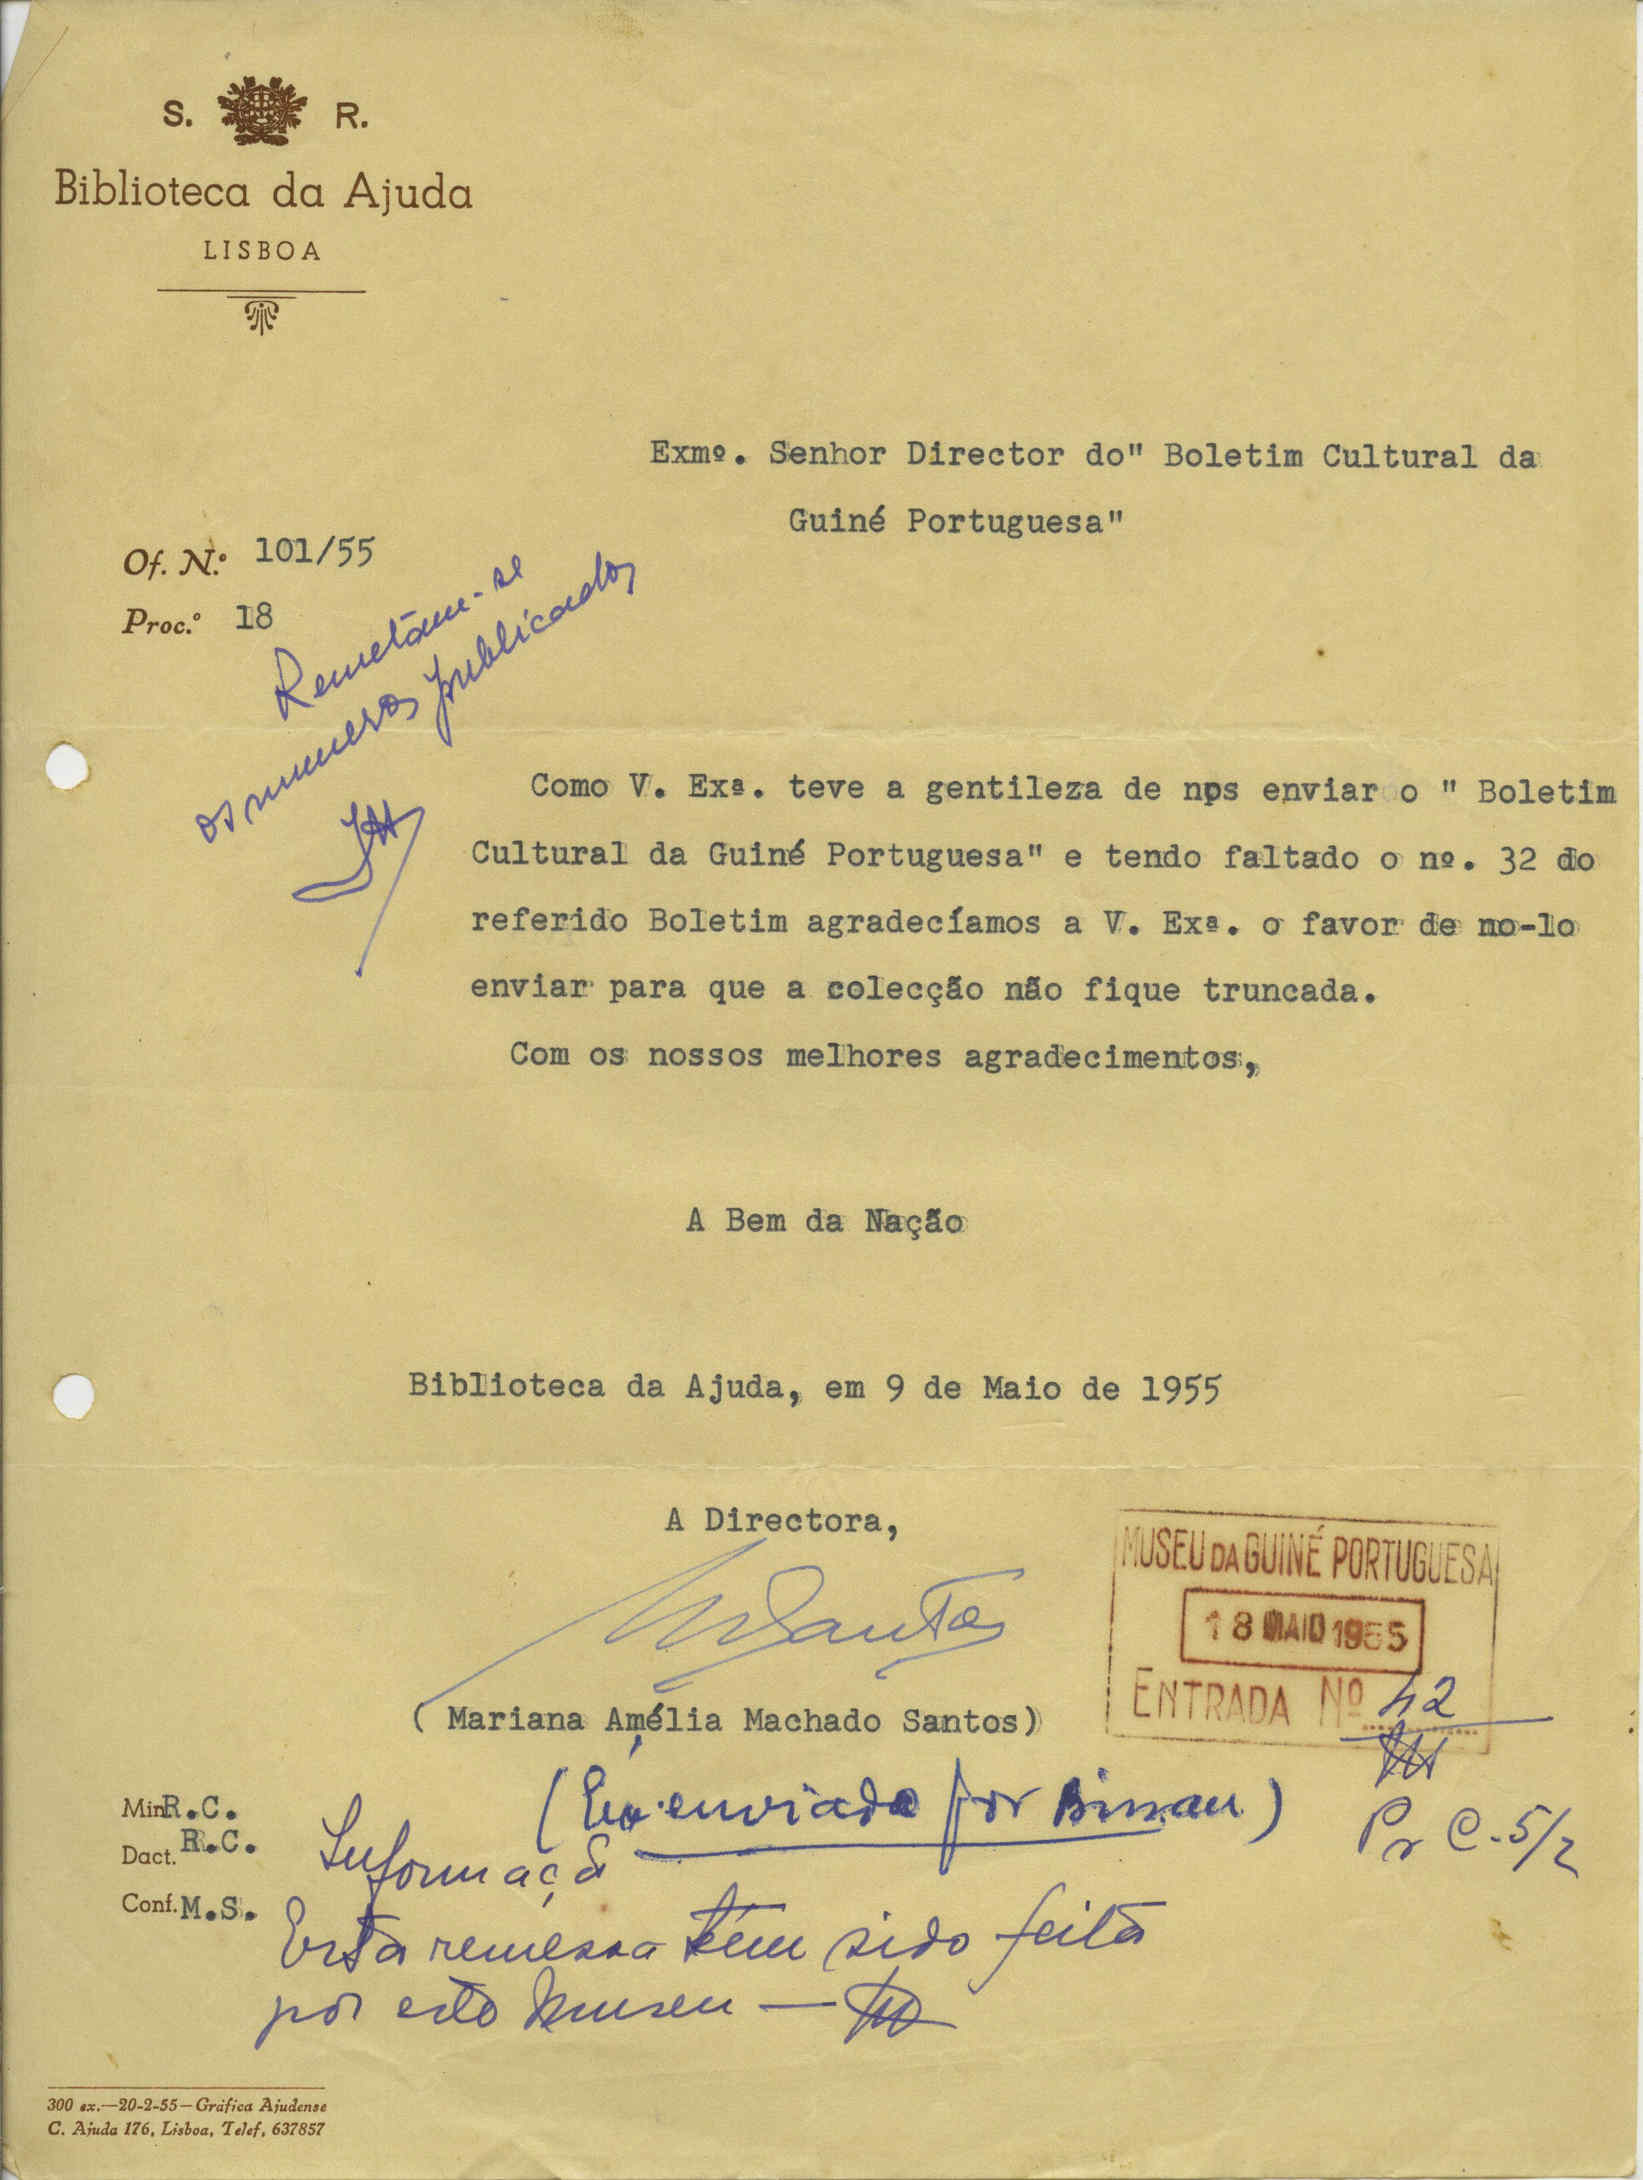 S. R.
Biblioteca da Ajuda
LISBOA
Exmº. Senhor Director do" Boletim Cultural da
Guiné Portuguesa"
Of. N.º 101/55
Proc.º 18
Remetam-se
os numeros publicados
Como V. Exª. teve a gentileza de nos enviar o " Boletim
Cultural da Guiné Portuguesa" e tendo faltado o nº. 32 do
referido Boletim agradecíamos a V. Exª. o favor de no-lo
enviar para que a colecção não fique truncada.
Com os nossos melhores agradecimentos,
A Bem da Nação
Biblioteca da Ajuda, em 9 de Maio de 1955
A Directora,
MSantos
( Mariana Amélia Machado Santos)
MUSEU DA GUINÉ PORTUGUESA
18 MAIO 1955
ENTRADA Nº 42
Pr C-5/2
Min R.C.
Dact. R.C.
Conf. M.S.
enviado por Bissau)
Informação
Esta remessa têm sido feita
por este Museu —
300 ex.—20-2-55—Gráfica Ajudense
C. Ajuda 176, Lisboa, Telef, 637857